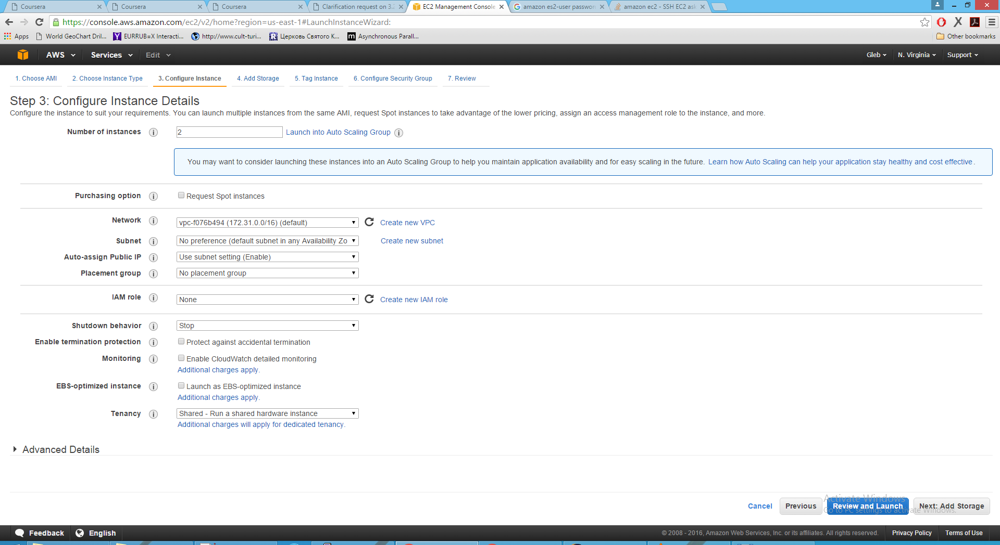 Coursera
Coursera
Coursera
Clarification request on 3.
EC2 Management Console
amazon es2-user passwor
amazon ec2 - SSH EC2 as
https://console.aws.amazon.com/ec2/v2/home?region=us-east-1#LaunchInstanceWizard:
Apps World GeoChart Dril... EURRUB=X Interacti... http://www.cult-turi... Церковь Святого К... Asynchronous Parall... Other bookmarks
AWS Services Edit Gleb N. Virginia Support
1. Choose AMI 2. Choose Instance Type 3. Configure Instance 4. Add Storage 5. Tag Instance 6. Configure Security Group 7. Review
Step 3: Configure Instance Details
Configure the instance to suit your requirements. You can launch multiple instances from the same AMI, request Spot instances to take advantage of the lower pricing, assign an access management role to the instance, and more.
Number of instances 2 Launch into Auto Scaling Group
You may want to consider launching these instances into an Auto Scaling Group to help you maintain application availability and for easy scaling in the future. Learn how Auto Scaling can help your application stay healthy and cost effective.
Purchasing option Request Spot instances
Network vpc-f076b494 (172.31.0.0/16) (default) Create new VPC
Subnet No preference (default subnet in any Availability Zo Create new subnet
Auto-assign Public IP Use subnet setting (Enable)
Placement group No placement group
IAM role None Create new IAM role
Shutdown behavior Stop
Enable termination protection Protect against accidental termination
Monitoring Enable CloudWatch detailed monitoring
Additional charges apply.
EBS-optimized instance Launch as EBS-optimized instance
Additional charges apply.
Tenancy Shared - Run a shared hardware instance
Additional charges will apply for dedicated tenancy.
Advanced Details
Activate Windows
Go to PC settings to activate Windows.
Cancel Previous Review and Launch Next: Add Storage
Feedback English © 2008 - 2016, Amazon Web Services, Inc. or its affiliates. All rights reserved. Privacy Policy Terms of Use